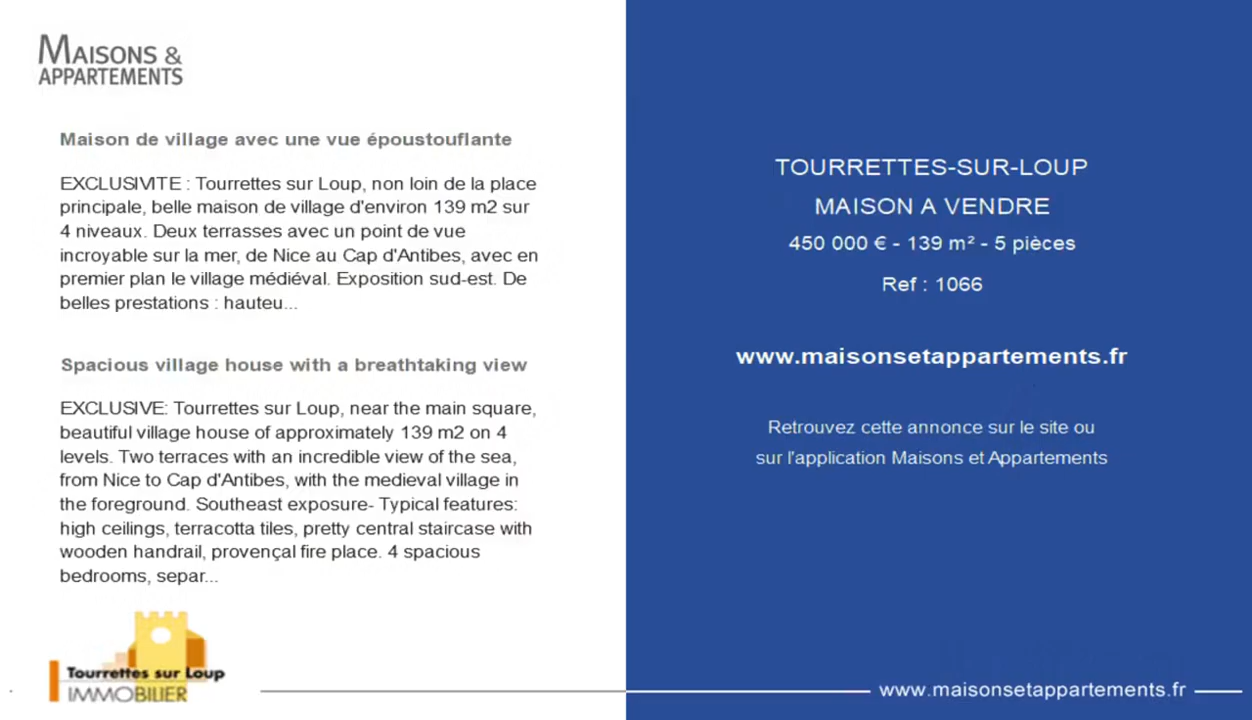 MAISONS &
APPARTEMENTS
Maison de village avec une vue époustouflante
EXCLUSIVITE : Tourrettes sur Loup, non loin de la place
principale, belle maison de village d'environ 139 m2 sur
4 niveaux. Deux terrasses avec un point de vue
incroyable sur la mer, de Nice au Cap d'Antibes, avec en
premier plan le village médiéval. Exposition sud-est. De
belles prestations : hauteu...
Spacious village house with a breathtaking view
EXCLUSIVE: Tourrettes sur Loup, near the main square,
beautiful village house of approximately 139 m2 on 4
levels. Two terraces with an incredible view of the sea,
from Nice to Cap d'Antibes, with the medieval village in
the foreground. Southeast exposure- Typical features:
high ceilings, terracotta tiles, pretty central staircase with
wooden handrail, provençal fire place. 4 spacious
bedrooms, separ...
Tourrettes sur Loup
IMMOBILIER
TOURRETTES-SUR-LOUP
MAISON A VENDRE
450 000 € - 139 m² - 5 pièces
Ref : 1066
www.maisonsetappartements.fr
Retrouvez cette annonce sur le site ou
sur l'application Maisons et Appartements
www.maisonsetappartements.fr